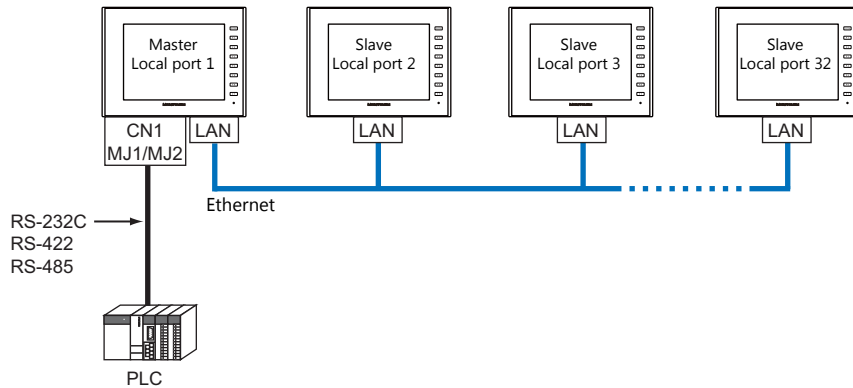 Master
Local port 1
Slave
Local port 2
Slave
Local port 3
Slave
Local port 32
CN1
MJ1/MJ2
LAN
LAN
LAN
LAN
Ethernet
RS-232C
RS-422
RS-485
PLC